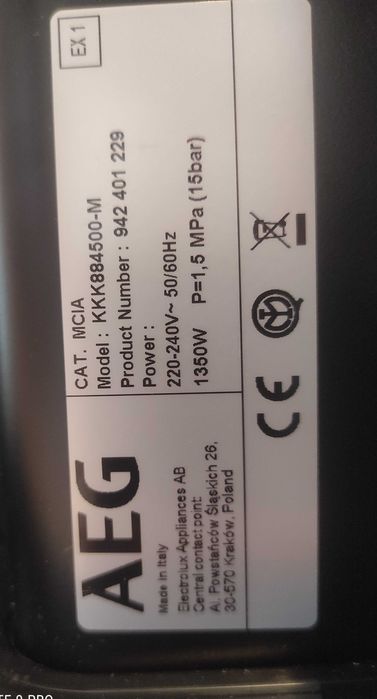 AEG
Made in Italy
Electrolux Appliances AB
Central contact point:
Al. Powstańców Śląskich 26,
30-570 Kraków, Poland
EX 1
CAT. MCIA
Model : KKK884500-M
Product Number : 942 401 229
Power :
220-240V~ 50/60Hz
1350W P=1,5 MPa (15bar)
CE